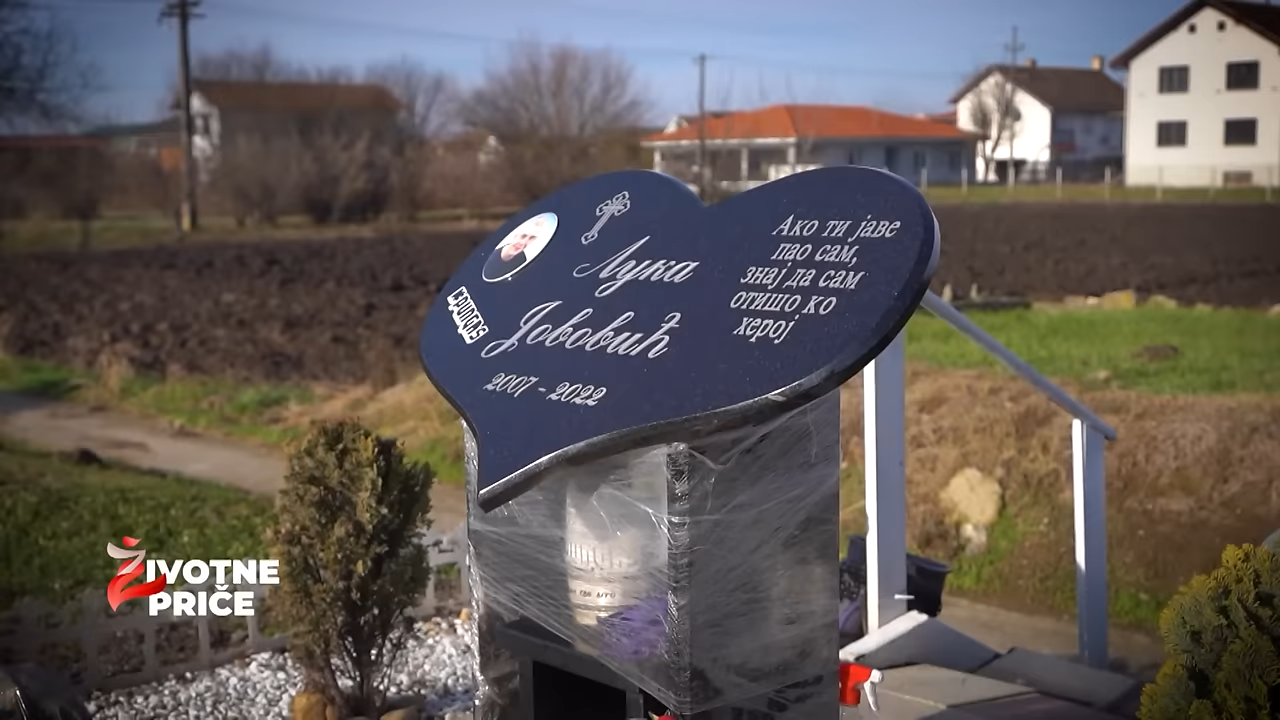 Лука
Јововић
2007 - 2022
Ако ти јаве
пао сам,
знај да сам
отишо ко
херој
ŽIVOTNE
PRIČE